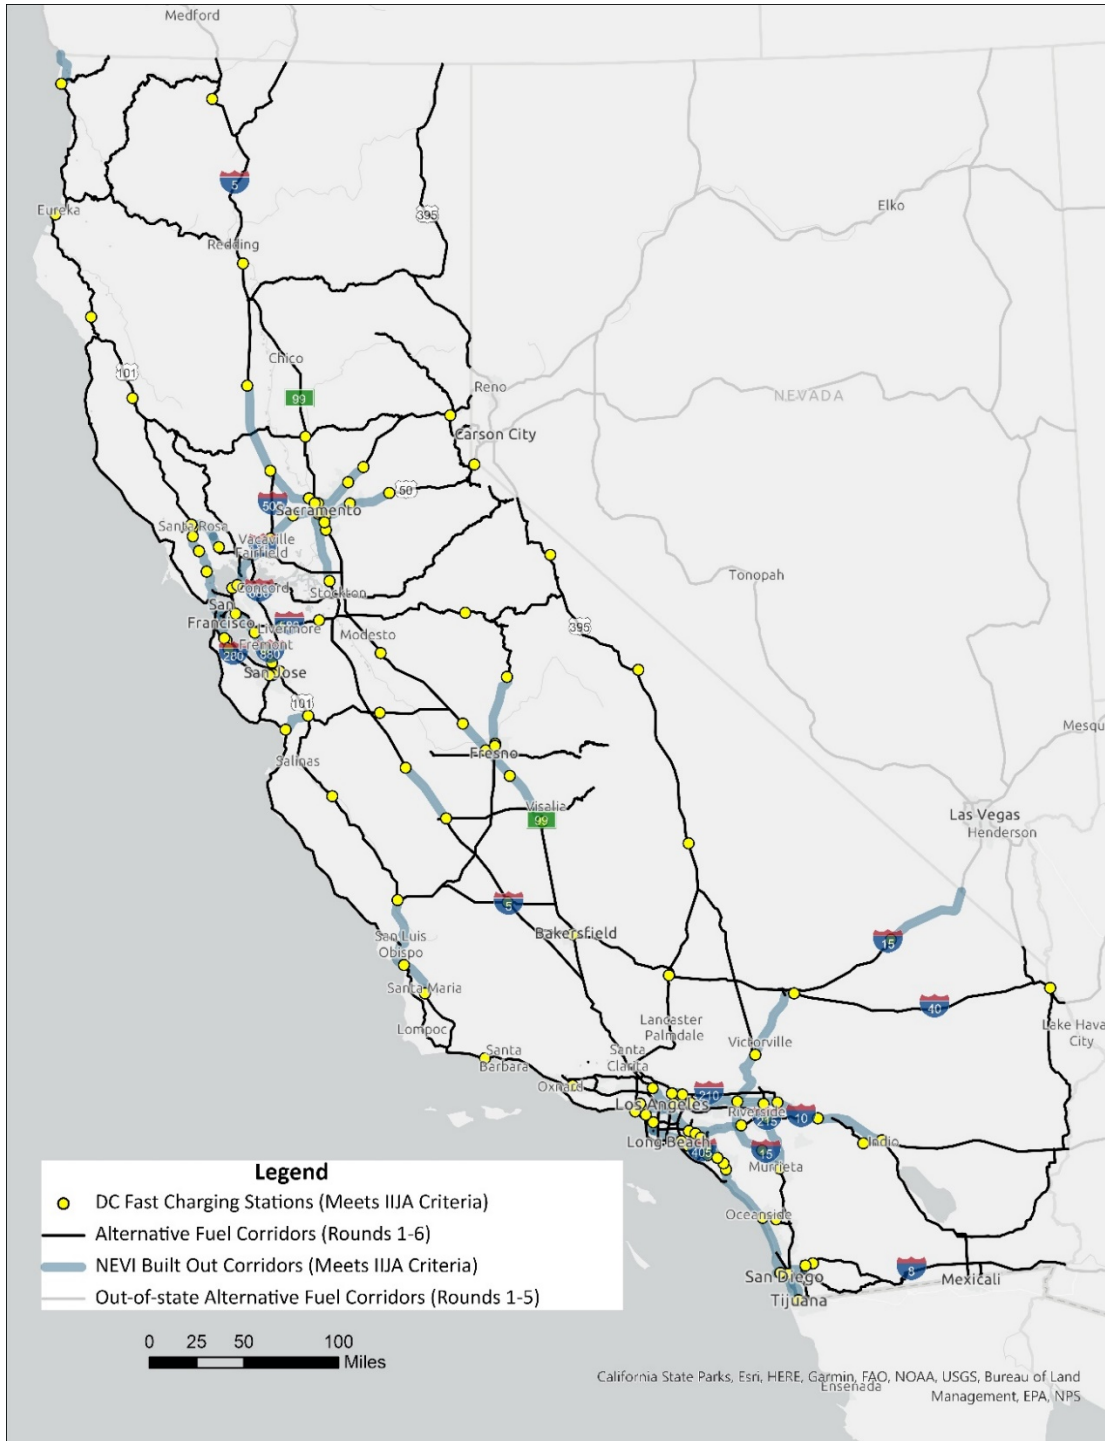 Medford
5
Eureka
395
Elko
Redding
101
Chico
99
Reno
NEVADA
Carson City
50
Sacramento
Santa Rosa
Vacaville
Fairfield
Tonopah
Concord
Stockton
San
Francisco
Livermore
Modesto
395
Fremont
280
880
San Jose
101
Mesqu
Salinas
Fresno
Visalia
99
Las Vegas
Henderson
5
Bakersfield
15
San Luis
Obispo
Santa Maria
40
Lompoc
Lancaster
Palmdale
Lake Hava
City
Victorville
Santa
Barbara
Santa
Clarita
Oxnard
210
Los Angeles
Riverside
215
10
Long Beach
405
15
Indio
Murrieta
Oceanside
San Diego
8
Mexicali
Tijuana
Legend
DC Fast Charging Stations (Meets IIJA Criteria)
Alternative Fuel Corridors (Rounds 1-6)
NEVI Built Out Corridors (Meets IIJA Criteria)
Out-of-state Alternative Fuel Corridors (Rounds 1-5)
0 25 50 100
Miles
California State Parks, Esri, HERE, Garmin, FAO, NOAA, USGS, Bureau of Land
Ensenada
Management, EPA, NPS